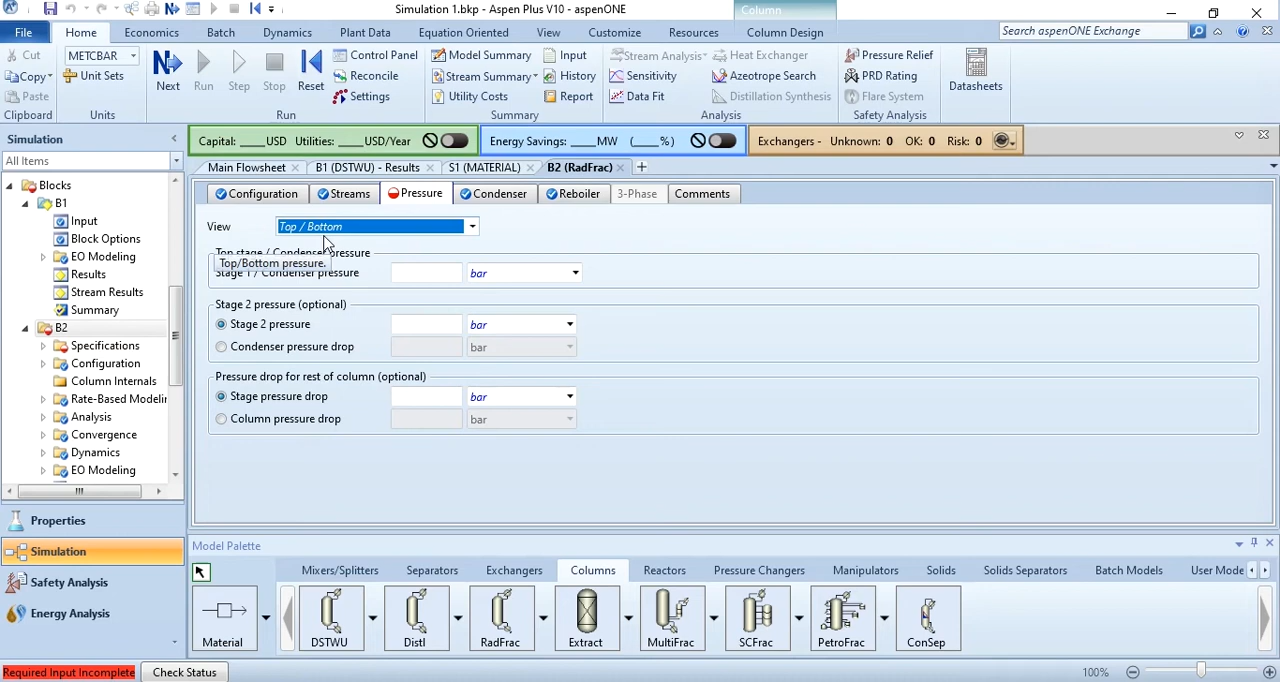 Simulation 1.bkp - Aspen Plus V10 - aspenONE
Column
File Home Economics Batch Dynamics Plant Data Equation Oriented View Customize Resources Column Design Search aspenONE Exchange
Cut METCBAR Control Panel Model Summary Input Stream Analysis Heat Exchanger Pressure Relief
Copy Unit Sets Next Run Step Stop Reset Reconcile Stream Summary History Sensitivity Azeotrope Search PRD Rating Datasheets
Paste Settings Utility Costs Report Data Fit Distillation Synthesis Flare System
Clipboard Units Run Summary Analysis Safety Analysis
Simulation
Capital: ____ USD Utilities: ____ USD/Year Energy Savings: ____ MW (____%) Exchangers - Unknown: 0 OK: 0 Risk: 0
All Items
Main Flowsheet B1 (DSTWU) - Results S1 (MATERIAL) B2 (RadFrac) +
Blocks
B1
Input
Block Options
EO Modeling
Results
Stream Results
Summary
B2
Specifications
Configuration
Column Internals
Rate-Based Modelin
Analysis
Convergence
Dynamics
EO Modeling
Configuration Streams Pressure Condenser Reboiler 3-Phase Comments
View Top / Bottom
Top stage / Condenser pressure
Top/Bottom pressure.
Stage 1 / Condenser pressure bar
Stage 2 pressure (optional)
Stage 2 pressure bar
Condenser pressure drop bar
Pressure drop for rest of column (optional)
Stage pressure drop bar
Column pressure drop bar
Properties
Simulation
Safety Analysis
Energy Analysis
Model Palette
Mixers/Splitters Separators Exchangers Columns Reactors Pressure Changers Manipulators Solids Solids Separators Batch Models User Mode
Material DSTWU Distl RadFrac Extract MultiFrac SCFrac PetroFrac ConSep
Required Input Incomplete Check Status 100%